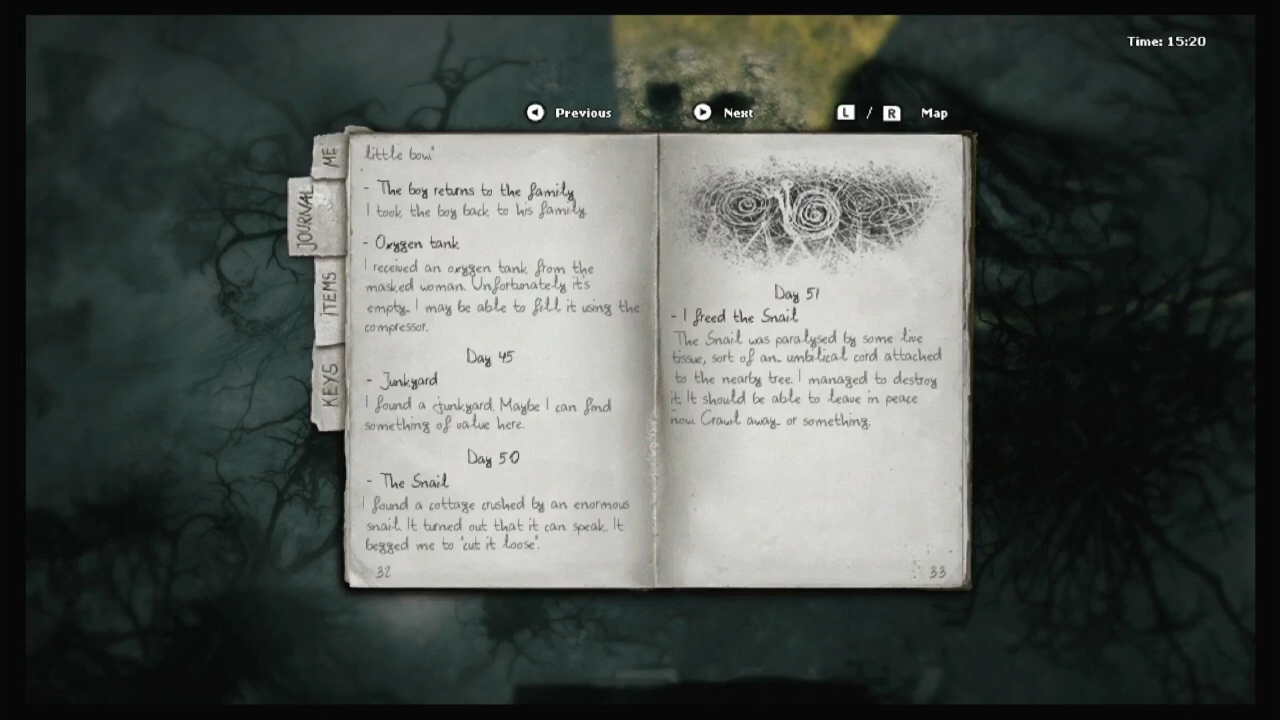 Time: 15:20
Previous
Next
L / R Map
ME
JOURNAL
ITEMS
KEYS
little bow"
- The boy returns to the family
I took the boy back to his family.
- Oxygen tank
I received an oxygen tank from the
masked woman. Unfortunately it's
empty. I may be able to fill it using the
compressor.
Day 45
- Junkyard
I found a junkyard. Maybe I can find
something of value here.
Day 50
- The Snail
I found a cottage crushed by an enormous
snail. It turned out that it can speak. It
begged me to "cut it loose".
32
Day 51
- I freed the Snail
The Snail was paralysed by some live
tissue, sort of an umbilical cord attached
to the nearby tree. I managed to destroy
it. It should be able to leave in peace
now. Crawl away or something.
33